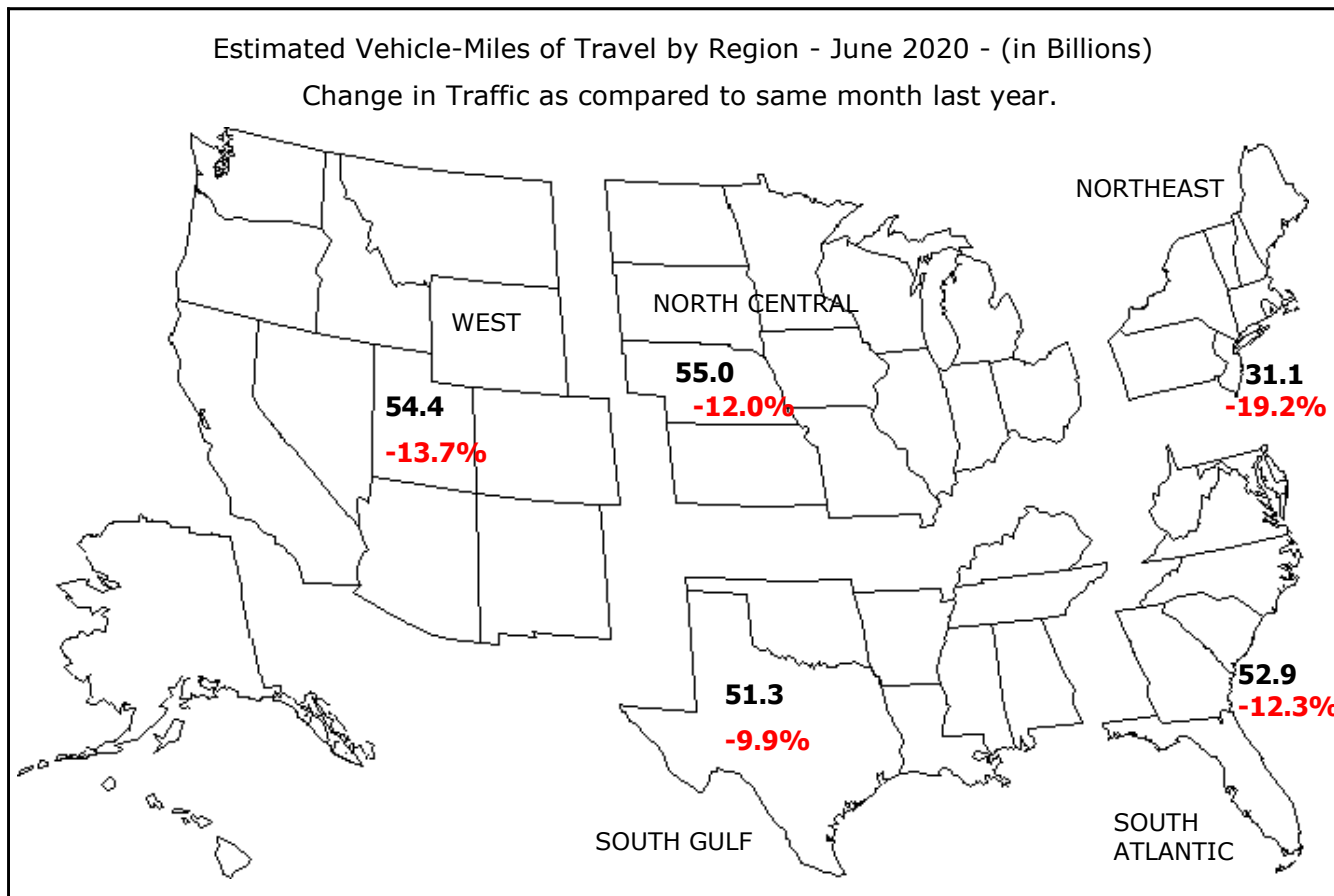 Estimated Vehicle-Miles of Travel by Region - June 2020 - (in Billions)
Change in Traffic as compared to same month last year.
NORTHEAST
31.1
-19.2%
NORTH CENTRAL
55.0
-12.0%
WEST
54.4
-13.7%
51.3
-9.9%
SOUTH GULF
52.9
-12.3%
SOUTH
ATLANTIC